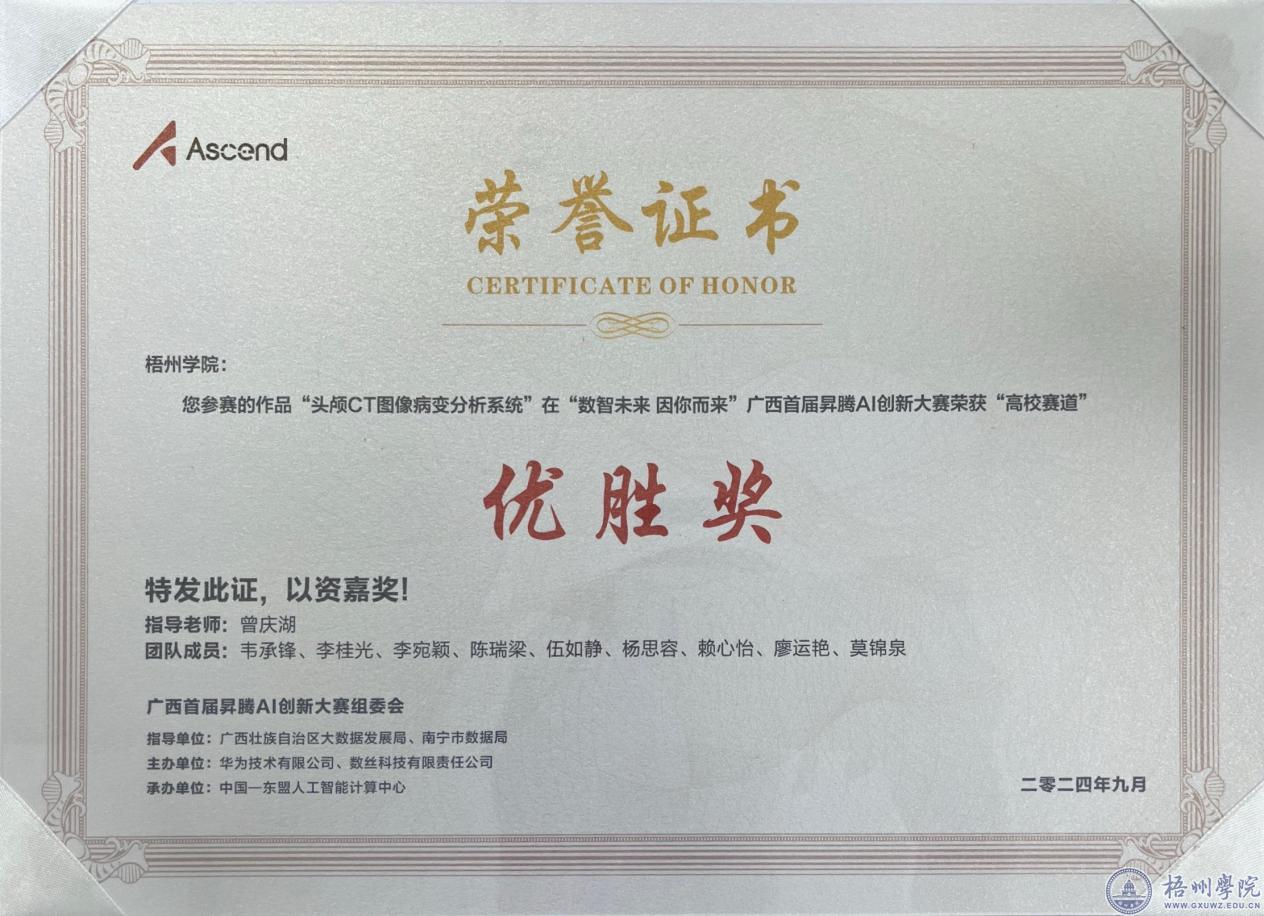 Ascend
荣誉证书
CERTIFICATE OF HONOR
梧州学院：
您参赛的作品“头颅CT图像病变分析系统”在“数智未来 因你而来”广西首届昇腾AI创新大赛荣获“高校赛道”
优胜奖
特发此证，以资嘉奖！
指导老师：曾庆湖
团队成员：韦承锋、李桂光、李宛颖、陈瑞梁、伍如静、杨思容、赖心怡、廖运艳、莫锦泉
广西首届昇腾AI创新大赛组委会
指导单位：广西壮族自治区大数据发展局、南宁市数据局
主办单位：华为技术有限公司、数丝科技有限责任公司
承办单位：中国—东盟人工智能计算中心
二零二四年九月
梧州學院
WWW.GXUWZ.EDU.CN